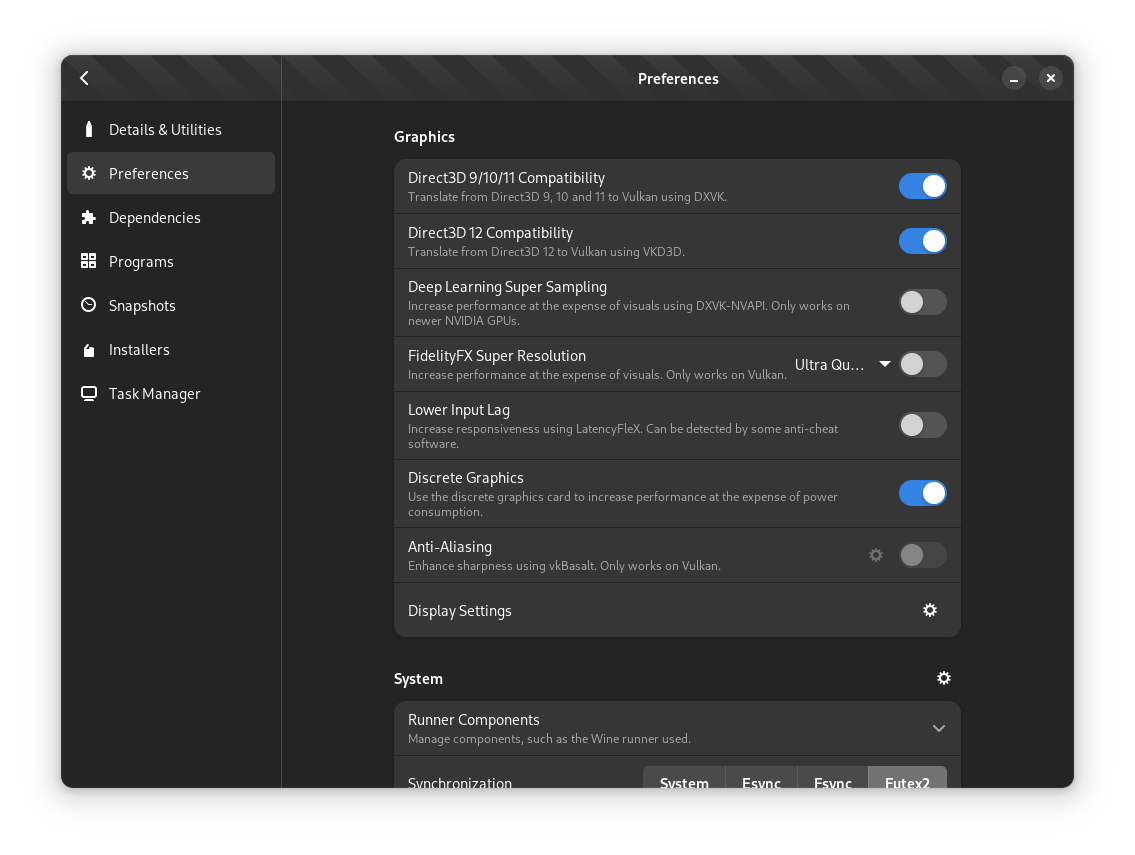 Preferences
Details & Utilities
Preferences
Dependencies
Programs
Snapshots
Installers
Task Manager
Graphics
Direct3D 9/10/11 Compatibility
Translate from Direct3D 9, 10 and 11 to Vulkan using DXVK.
Direct3D 12 Compatibility
Translate from Direct3D 12 to Vulkan using VKD3D.
Deep Learning Super Sampling
Increase performance at the expense of visuals using DXVK-NVAPI. Only works on
newer NVIDIA GPUs.
FidelityFX Super Resolution
Increase performance at the expense of visuals. Only works on Vulkan.
Ultra Qu…
Lower Input Lag
Increase responsiveness using LatencyFleX. Can be detected by some anti-cheat
software.
Discrete Graphics
Use the discrete graphics card to increase performance at the expense of power
consumption.
Anti-Aliasing
Enhance sharpness using vkBasalt. Only works on Vulkan.
Display Settings
System
Runner Components
Manage components, such as the Wine runner used.
Synchronization System Esync Fsync Futex2